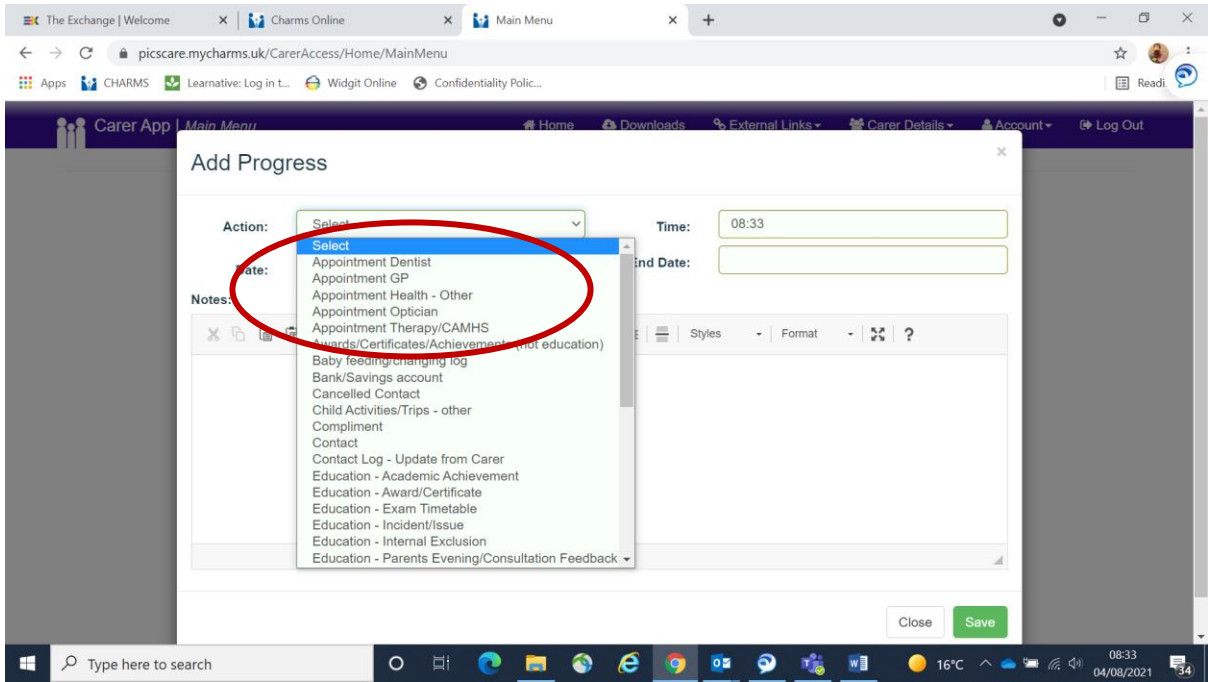 The Exchange | Welcome
Charms Online
Main Menu
picscare.mycharms.uk/CarerAccess/Home/MainMenu
Apps CHARMS Learnative: Log in t... Widgit Online Confidentiality Polic... Readi
Carer App | Main Menu Home Downloads External Links Carer Details Account Log Out
Add Progress
Action: Select Time: 08:33
Date: End Date:
Notes:
Select
Appointment Dentist
Appointment GP
Appointment Health - Other
Appointment Optician
Appointment Therapy/CAMHS
Awards/Certificates/Achievements (not education)
Baby feeding/changing log
Bank/Savings account
Cancelled Contact
Child Activities/Trips - other
Compliment
Contact
Contact Log - Update from Carer
Education - Academic Achievement
Education - Award/Certificate
Education - Exam Timetable
Education - Incident/Issue
Education - Internal Exclusion
Education - Parents Evening/Consultation Feedback
Styles Format ?
Close Save
Type here to search 16°C 08:33
04/08/2021 34